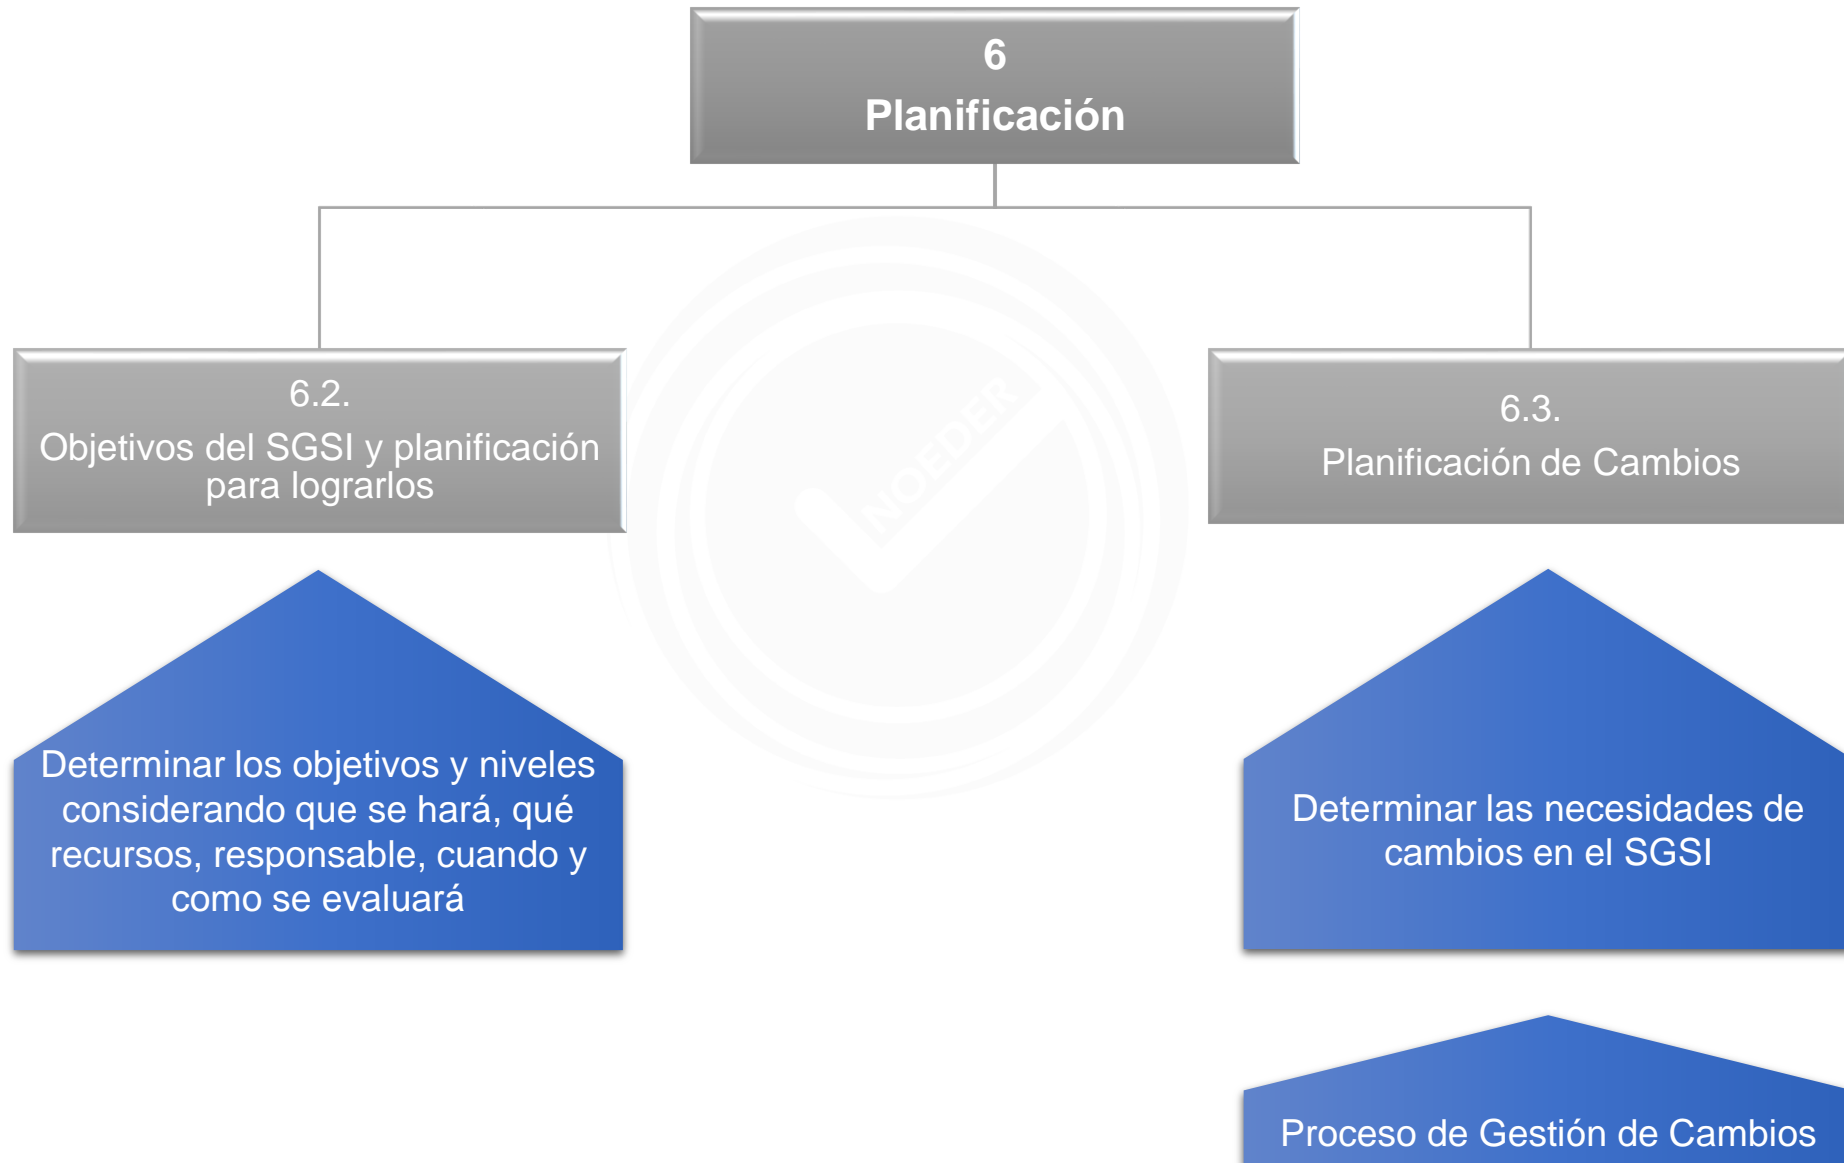 6
Planificación
6.2.
Objetivos del SGSI y planificación
para lograrlos
6.3.
Planificación de Cambios
NOEDER
Determinar los objetivos y niveles
considerando que se hará, qué
recursos, responsable, cuando y
como se evaluará
Determinar las necesidades de
cambios en el SGSI
Proceso de Gestión de Cambios